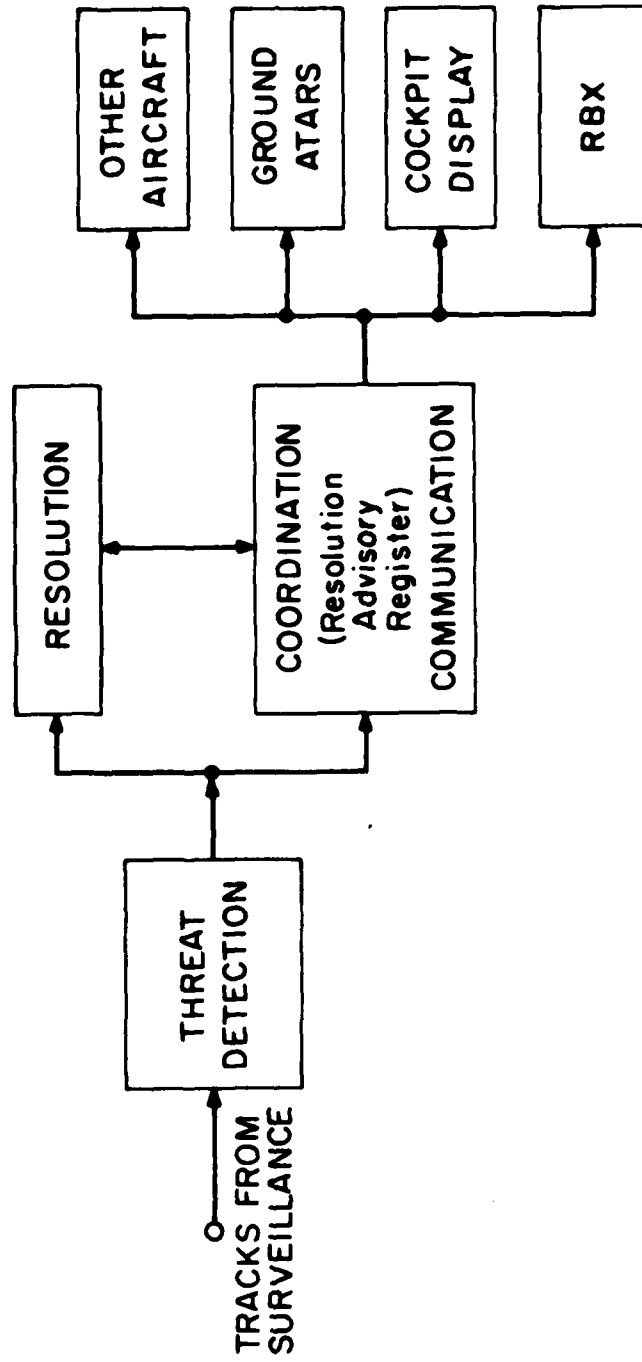 TRACKS FROM
SURVEILLANCE
THREAT
DETECTION
RESOLUTION
COORDINATION
(Resolution
Advisory
Register)
COMMUNICATION
OTHER
AIRCRAFT
GROUND
ATARS
COCKPIT
DISPLAY
RBX